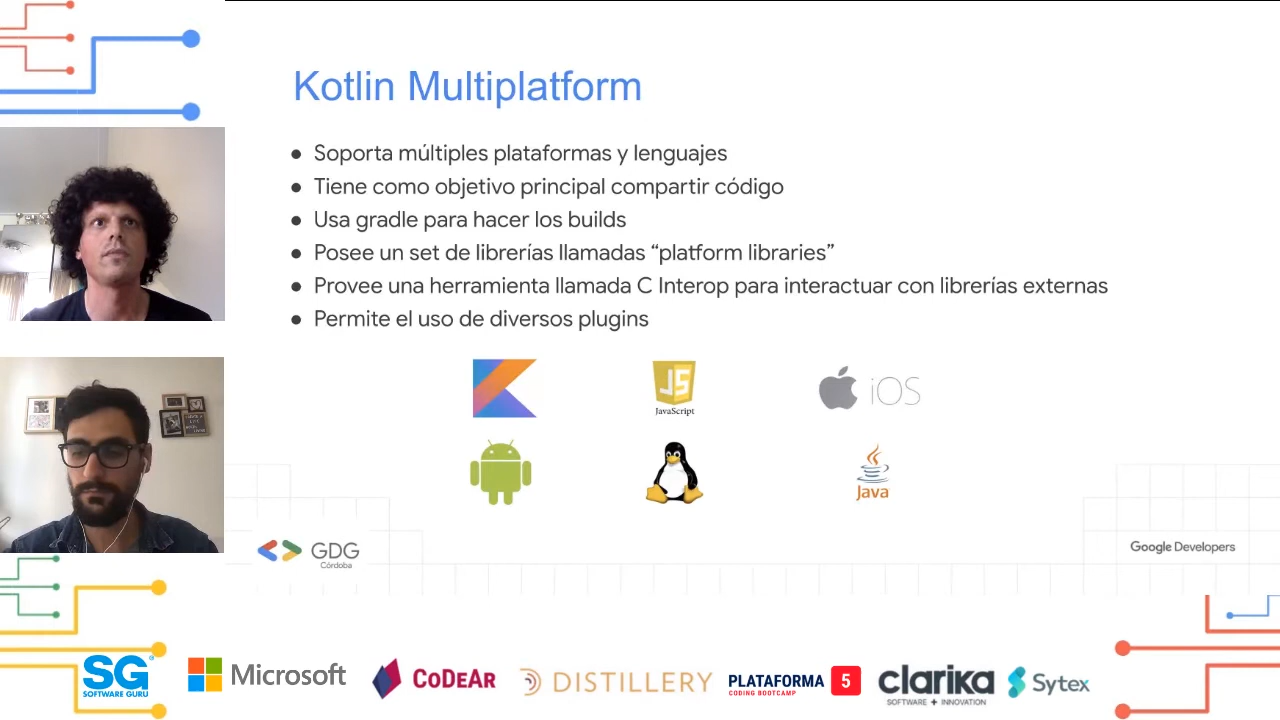 Kotlin Multiplatform
● Soporta múltiples plataformas y lenguajes
● Tiene como objetivo principal compartir código
● Usa gradle para hacer los builds
● Posee un set de librerías llamadas “platform libraries”
● Provee una herramienta llamada C Interop para interactuar con librerías externas
● Permite el uso de diversos plugins
JS
JavaScript
iOS
Java
GDG
Córdoba
Google Developers
SG
SOFTWARE GURU
Microsoft
CODEAR
DISTILLERY
PLATAFORMA 5
CODING BOOTCAMP
clarika
SOFTWARE + INNOVATION
Sytex